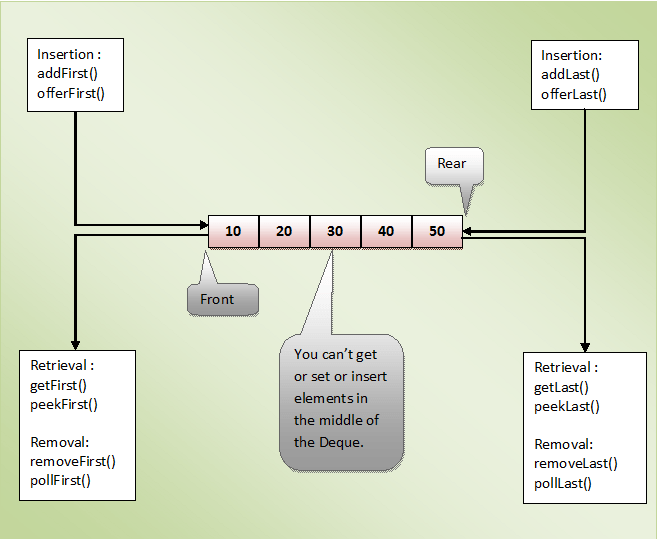 Insertion :
addFirst()
offerFirst()
Insertion:
addLast()
offerLast()
Rear
10 20 30 40 50
Front
You can't get
or set or insert
elements in
the middle of
the Deque.
Retrieval :
getFirst()
peekFirst()
Removal:
removeFirst()
pollFirst()
Retrieval :
getLast()
peekLast()
Removal:
removeLast()
pollLast()